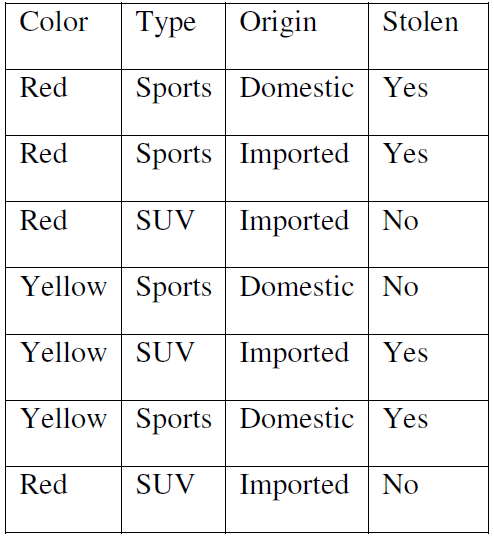 Color Type Origin Stolen
Red Sports Domestic Yes
Red Sports Imported Yes
Red SUV Imported No
Yellow Sports Domestic No
Yellow SUV Imported Yes
Yellow Sports Domestic Yes
Red SUV Imported No